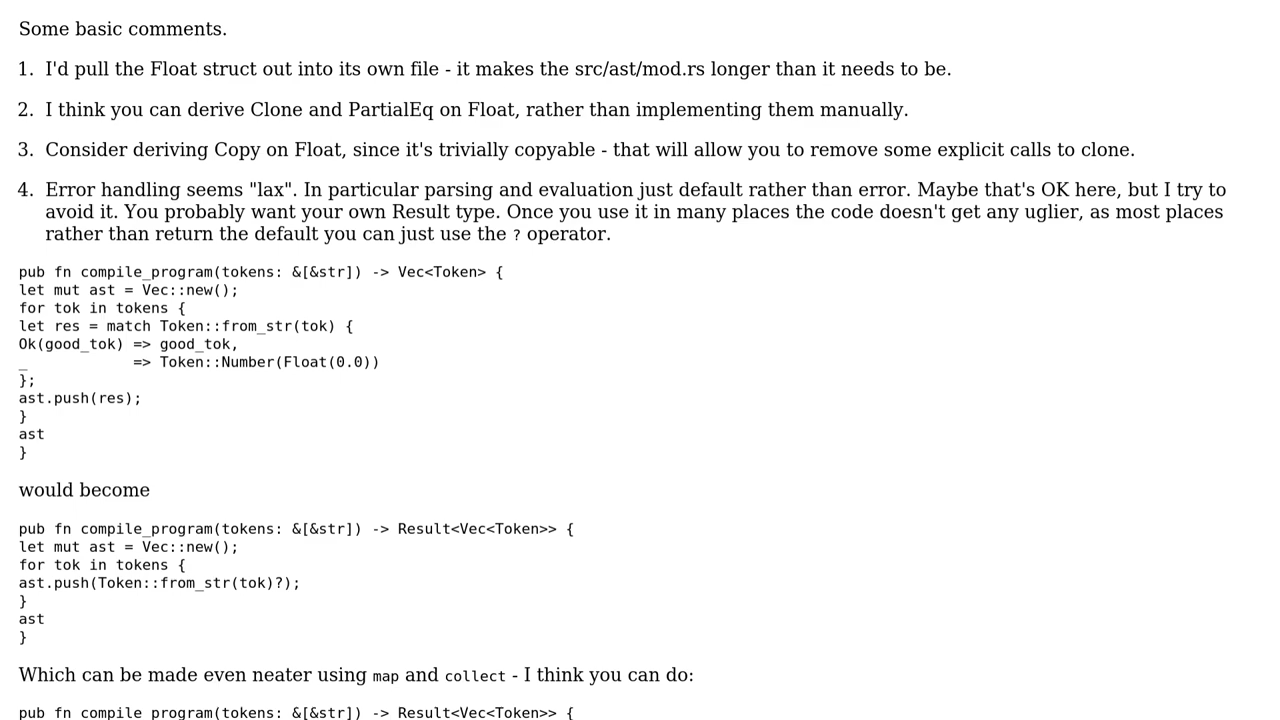 Some basic comments.
1. I'd pull the Float struct out into its own file - it makes the src/ast/mod.rs longer than it needs to be.
2. I think you can derive Clone and PartialEq on Float, rather than implementing them manually.
3. Consider deriving Copy on Float, since it's trivially copyable - that will allow you to remove some explicit calls to clone.
4. Error handling seems "lax". In particular parsing and evaluation just default rather than error. Maybe that's OK here, but I try to
avoid it. You probably want your own Result type. Once you use it in many places the code doesn't get any uglier, as most places
rather than return the default you can just use the ? operator.
pub fn compile_program(tokens: &[&str]) -> Vec<Token> {
let mut ast = Vec::new();
for tok in tokens {
let res = match Token::from_str(tok) {
Ok(good_tok) => good_tok,
_            => Token::Number(Float(0.0))
};
ast.push(res);
}
ast
}
would become
pub fn compile_program(tokens: &[&str]) -> Result<Vec<Token>> {
let mut ast = Vec::new();
for tok in tokens {
ast.push(Token::from_str(tok)?);
}
ast
}
Which can be made even neater using map and collect - I think you can do:
pub fn compile_program(tokens: &[&str]) -> Result<Vec<Token>> {